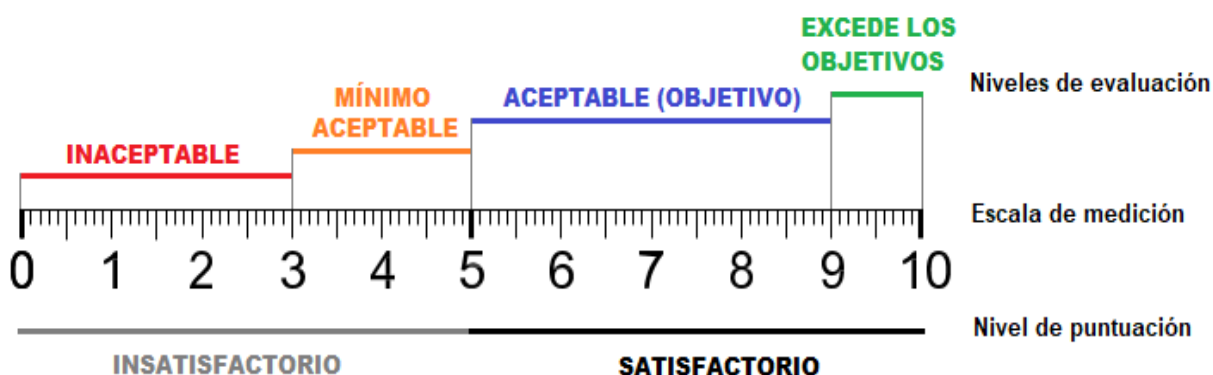 EXCEDE LOS
OBJETIVOS
Niveles de evaluación
MÍNIMO
ACEPTABLE
ACEPTABLE (OBJETIVO)
INACEPTABLE
Escala de medición
0 1 2 3 4 5 6 7 8 9 10
Nivel de puntuación
INSATISFACTORIO
SATISFACTORIO